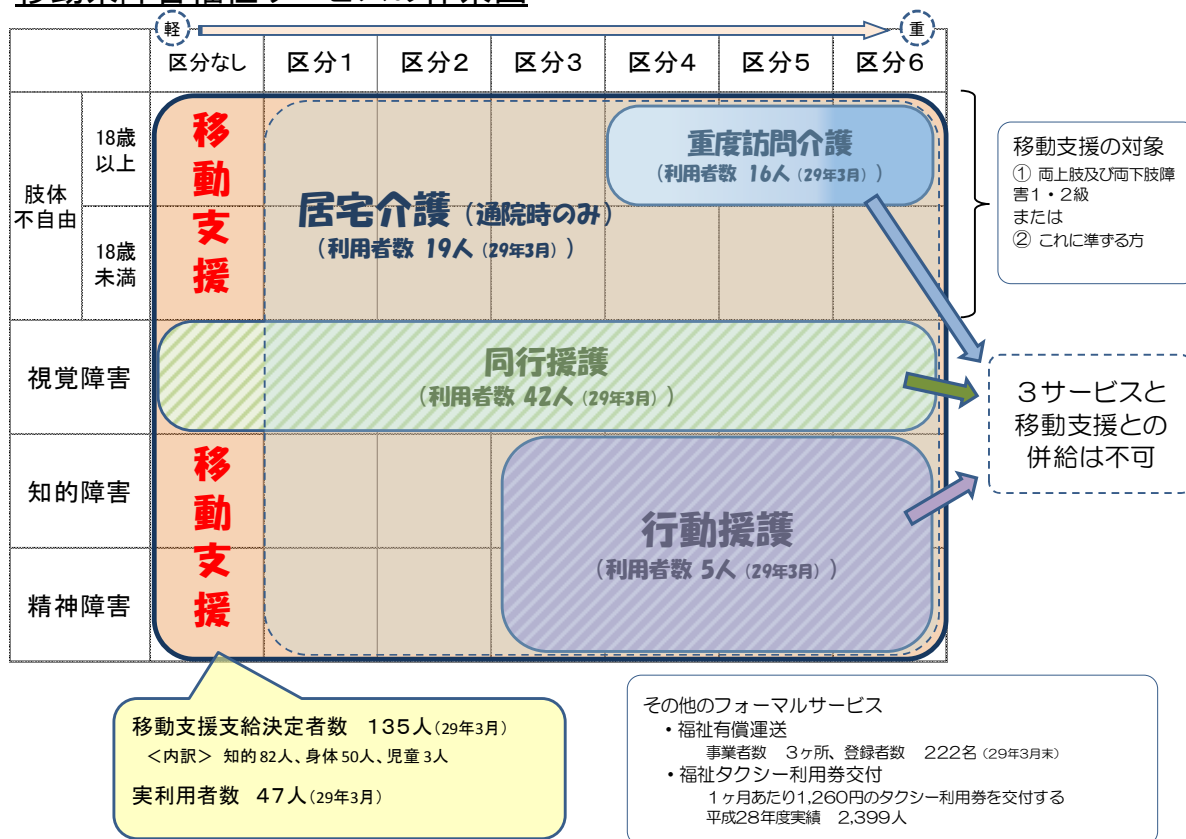 移動系障害福祉サービスの体系図
軽
重
区分なし
区分1
区分2
区分3
区分4
区分5
区分6
肢体
不自由
18歳
以上
18歳
未満
視覚障害
知的障害
精神障害
移
動
支
援
居宅介護(通院時のみ)
(利用者数 19人(29年3月))
重度訪問介護
(利用者数 16人(29年3月))
同行援護
(利用者数 42人(29年3月))
移
動
支
援
行動援護
(利用者数 5人(29年3月))
移動支援の対象
① 両上肢及び両下肢障
害1・2級
または
② これに準ずる方
3サービスと
移動支援との
併給は不可
移動支援支給決定者数 135人(29年3月)
<内訳> 知的82人、身体50人、児童3人
実利用者数 47人(29年3月)
その他のフォーマルサービス
・福祉有償運送
事業者数 3ヶ所、登録者数 222名(29年3月末)
・福祉タクシー利用券交付
1ヶ月あたり1,260円のタクシー利用券を交付する
平成28年度実績 2,399人